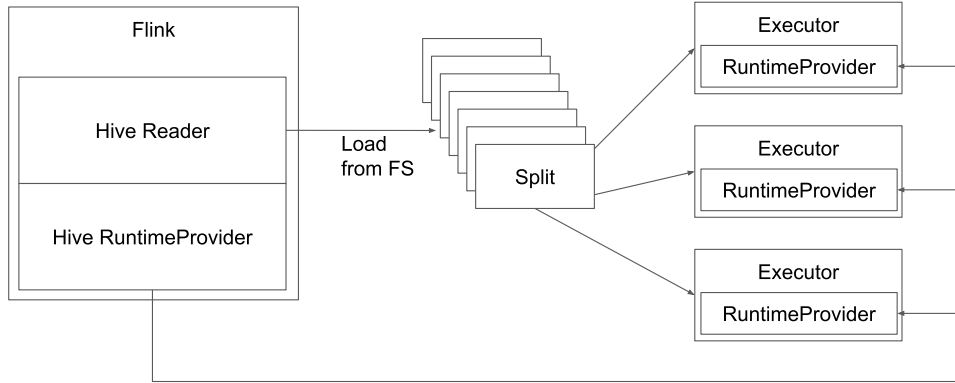 Flink
Hive Reader
Hive RuntimeProvider
Load
from FS
Split
Executor
RuntimeProvider
Executor
RuntimeProvider
Executor
RuntimeProvider